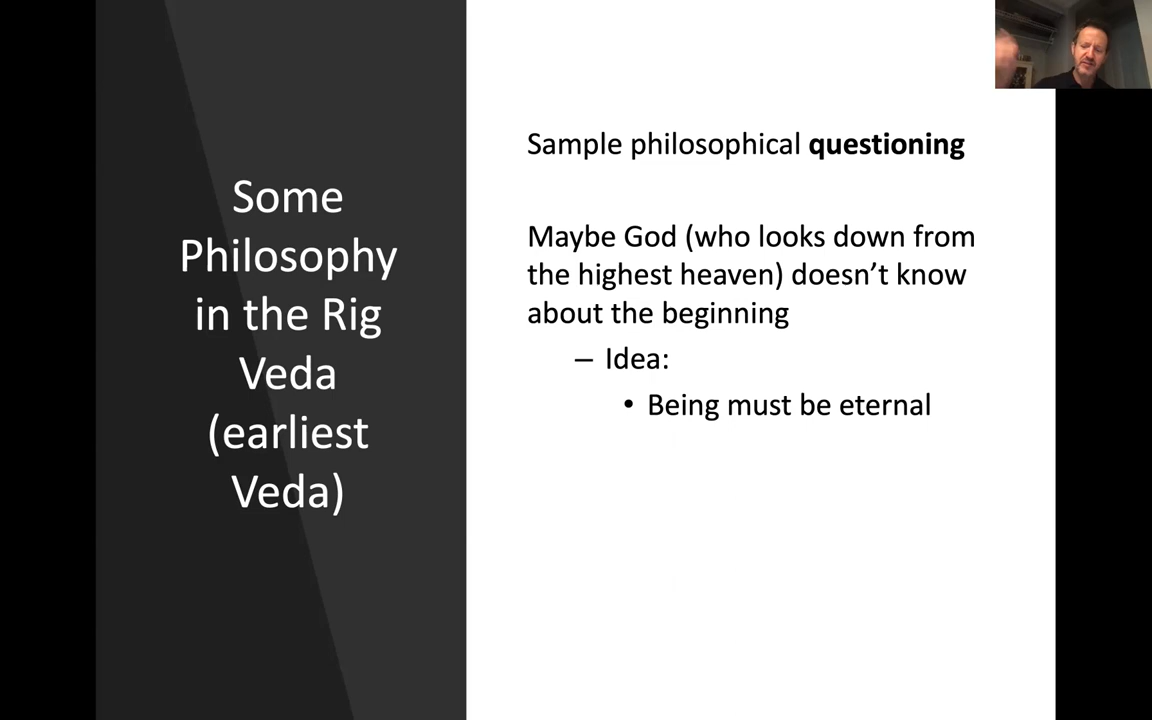 Some
Philosophy
in the Rig
Veda
(earliest
Veda)
Sample philosophical questioning
Maybe God (who looks down from
the highest heaven) doesn’t know
about the beginning
– Idea:
• Being must be eternal